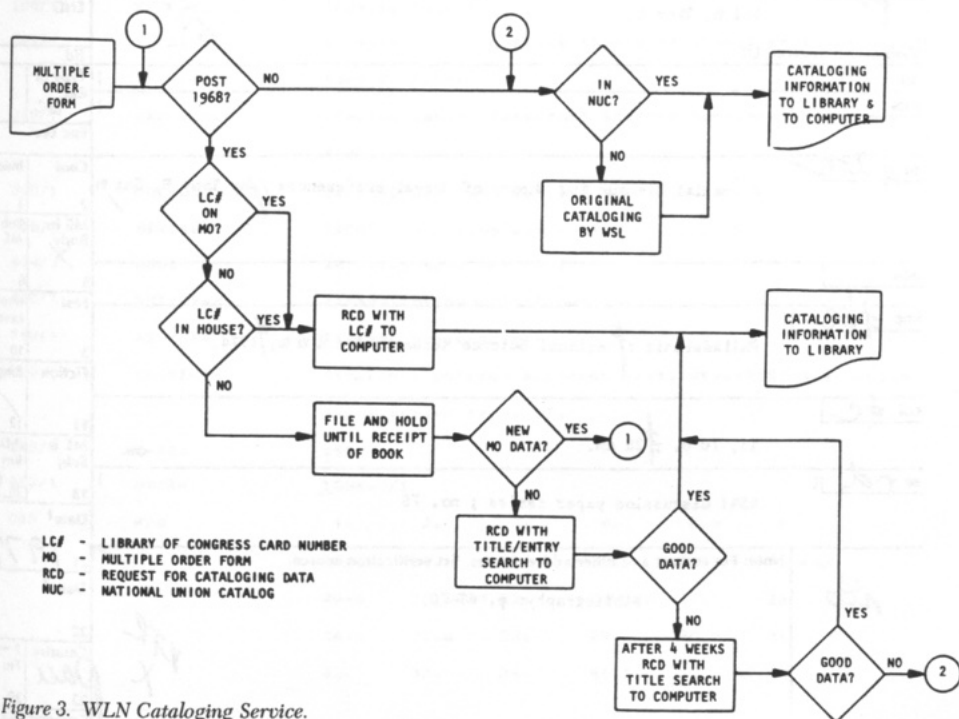 1
2
MULTIPLE
ORDER
FORM
POST
1968?
NO
IN
NUC?
YES
CATALOGING
INFORMATION
TO LIBRARY &
TO COMPUTER
YES
NO
LC#
ON
MO?
YES
ORIGINAL
CATALOGING
BY WSL
NO
LC#
IN HOUSE?
YES
RCD WITH
LC# TO
COMPUTER
CATALOGING
INFORMATION
TO LIBRARY
NO
FILE AND HOLD
UNTIL RECEIPT
OF BOOK
NEW
MO DATA?
YES
1
NO
YES
RCD WITH
TITLE/ENTRY
SEARCH TO
COMPUTER
GOOD
DATA?
LC# - LIBRARY OF CONGRESS CARD NUMBER
MO - MULTIPLE ORDER FORM
RCD - REQUEST FOR CATALOGING DATA
NUC - NATIONAL UNION CATALOG
NO
YES
AFTER 4 WEEKS
RCD WITH
TITLE SEARCH
TO COMPUTER
GOOD
DATA?
NO
2
Figure 3. WLN Cataloging Service.